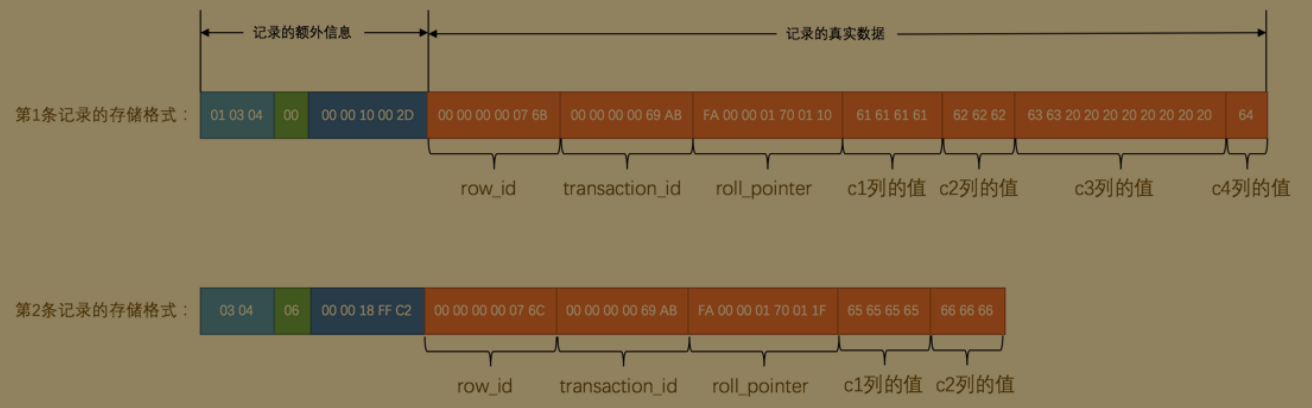 记录的额外信息 记录的真实数据
第1条记录的存储格式： 01 03 04 00 00 00 10 00 2D 00 00 00 00 07 6B 00 00 00 00 69 AB FA 00 00 01 70 01 10 61 61 61 61 62 62 62 63 63 20 20 20 20 20 20 20 20 64
row_id transaction_id roll_pointer c1列的值 c2列的值 c3列的值 c4列的值
第2条记录的存储格式： 03 04 06 00 00 18 FF C2 00 00 00 00 07 6C 00 00 00 00 69 AB FA 00 00 01 70 01 1F 65 65 65 65 66 66 66
row_id transaction_id roll_pointer c1列的值 c2列的值